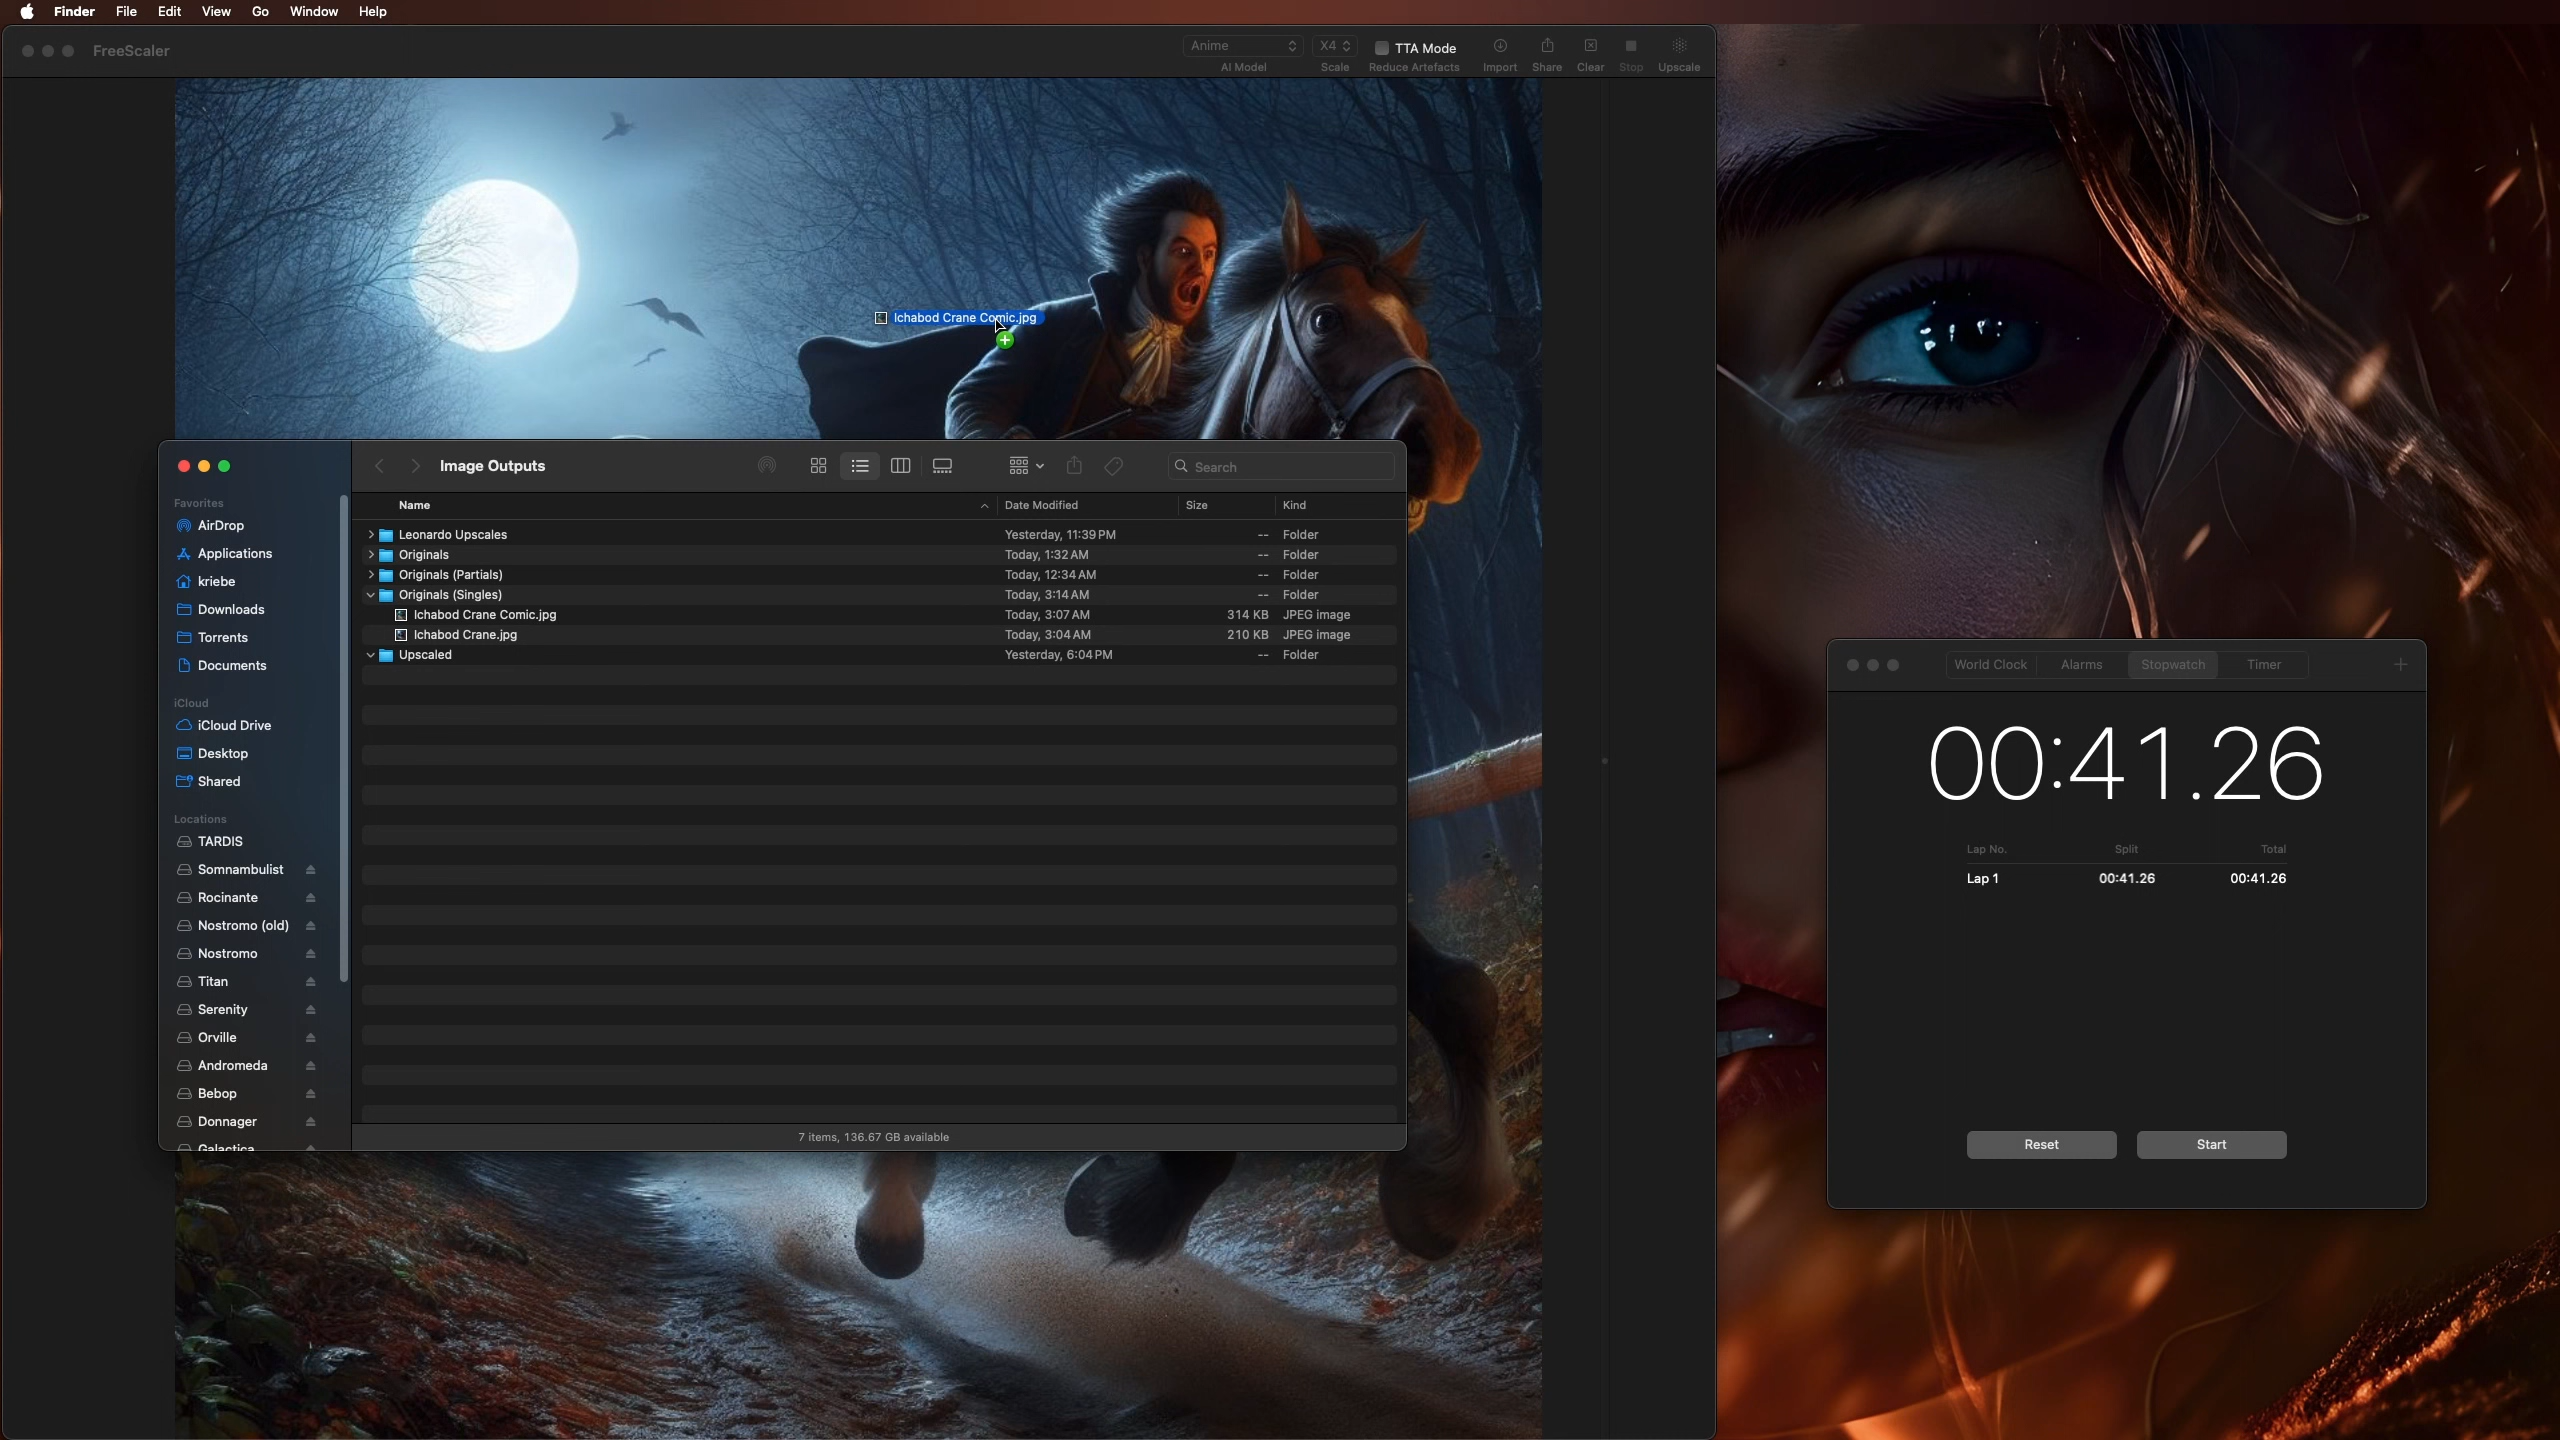 Finder File Edit View Go Window Help
FreeScaler
Anime X4 TTA Mode
AI Model Scale Reduce Artefacts Import Share Clear Stop Upscale
Ichabod Crane Comic.jpg
Image Outputs
Search
Favorites
AirDrop
Applications
kriebe
Downloads
Torrents
Documents
iCloud
iCloud Drive
Desktop
Shared
Locations
TARDIS
Somnambulist
Rocinante
Nostromo (old)
Nostromo
Titan
Serenity
Orville
Andromeda
Bebop
Donnager
Galactica
Name Date Modified Size Kind
Leonardo Upscales Yesterday, 11:39 PM -- Folder
Originals Today, 1:32 AM -- Folder
Originals (Partials) Today, 12:34 AM -- Folder
Originals (Singles) Today, 3:14 AM -- Folder
Ichabod Crane Comic.jpg Today, 3:07 AM 314 KB JPEG image
Ichabod Crane.jpg Today, 3:04 AM 210 KB JPEG image
Upscaled Yesterday, 6:04 PM -- Folder
7 items, 136.67 GB available
World Clock Alarms Stopwatch Timer
00:41.26
Lap No. Split Total
Lap 1 00:41.26 00:41.26
Reset Start